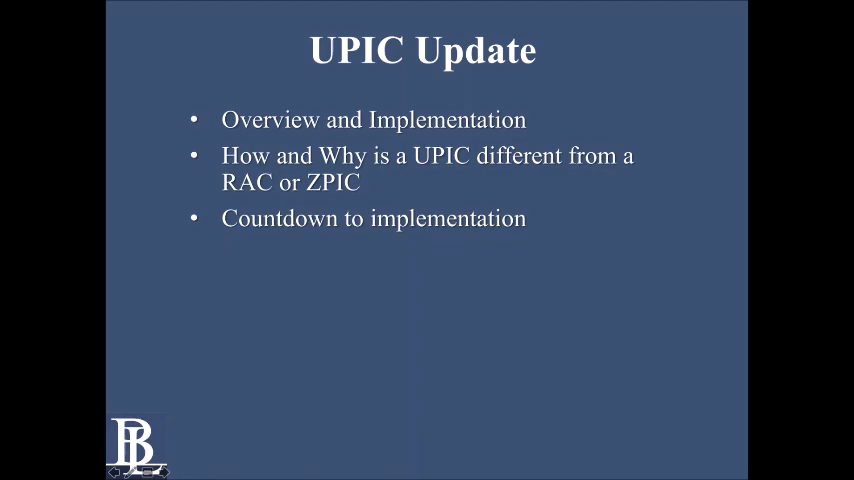 UPIC Update
• Overview and Implementation
• How and Why is a UPIC different from a
RAC or ZPIC
• Countdown to implementation